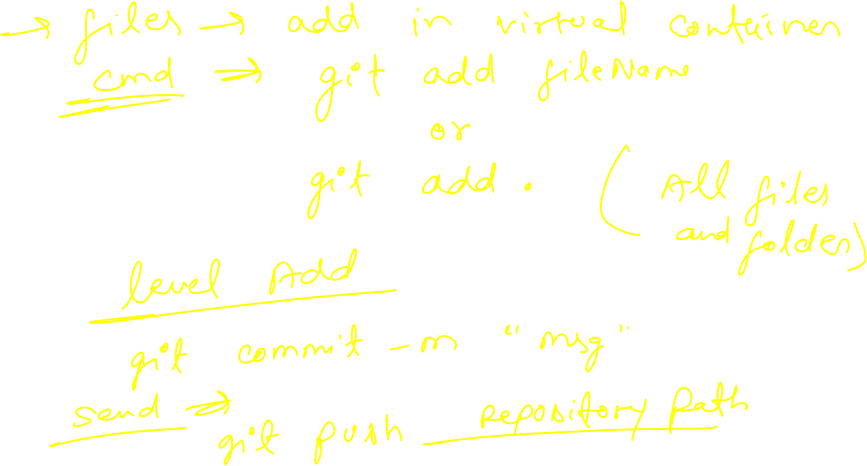 → files → add in virtual container
cmd ⇒ git add fileName
or
git add . (All files
and folder)
level Add
git commit -m "msg"
send ⇒
git push repository path